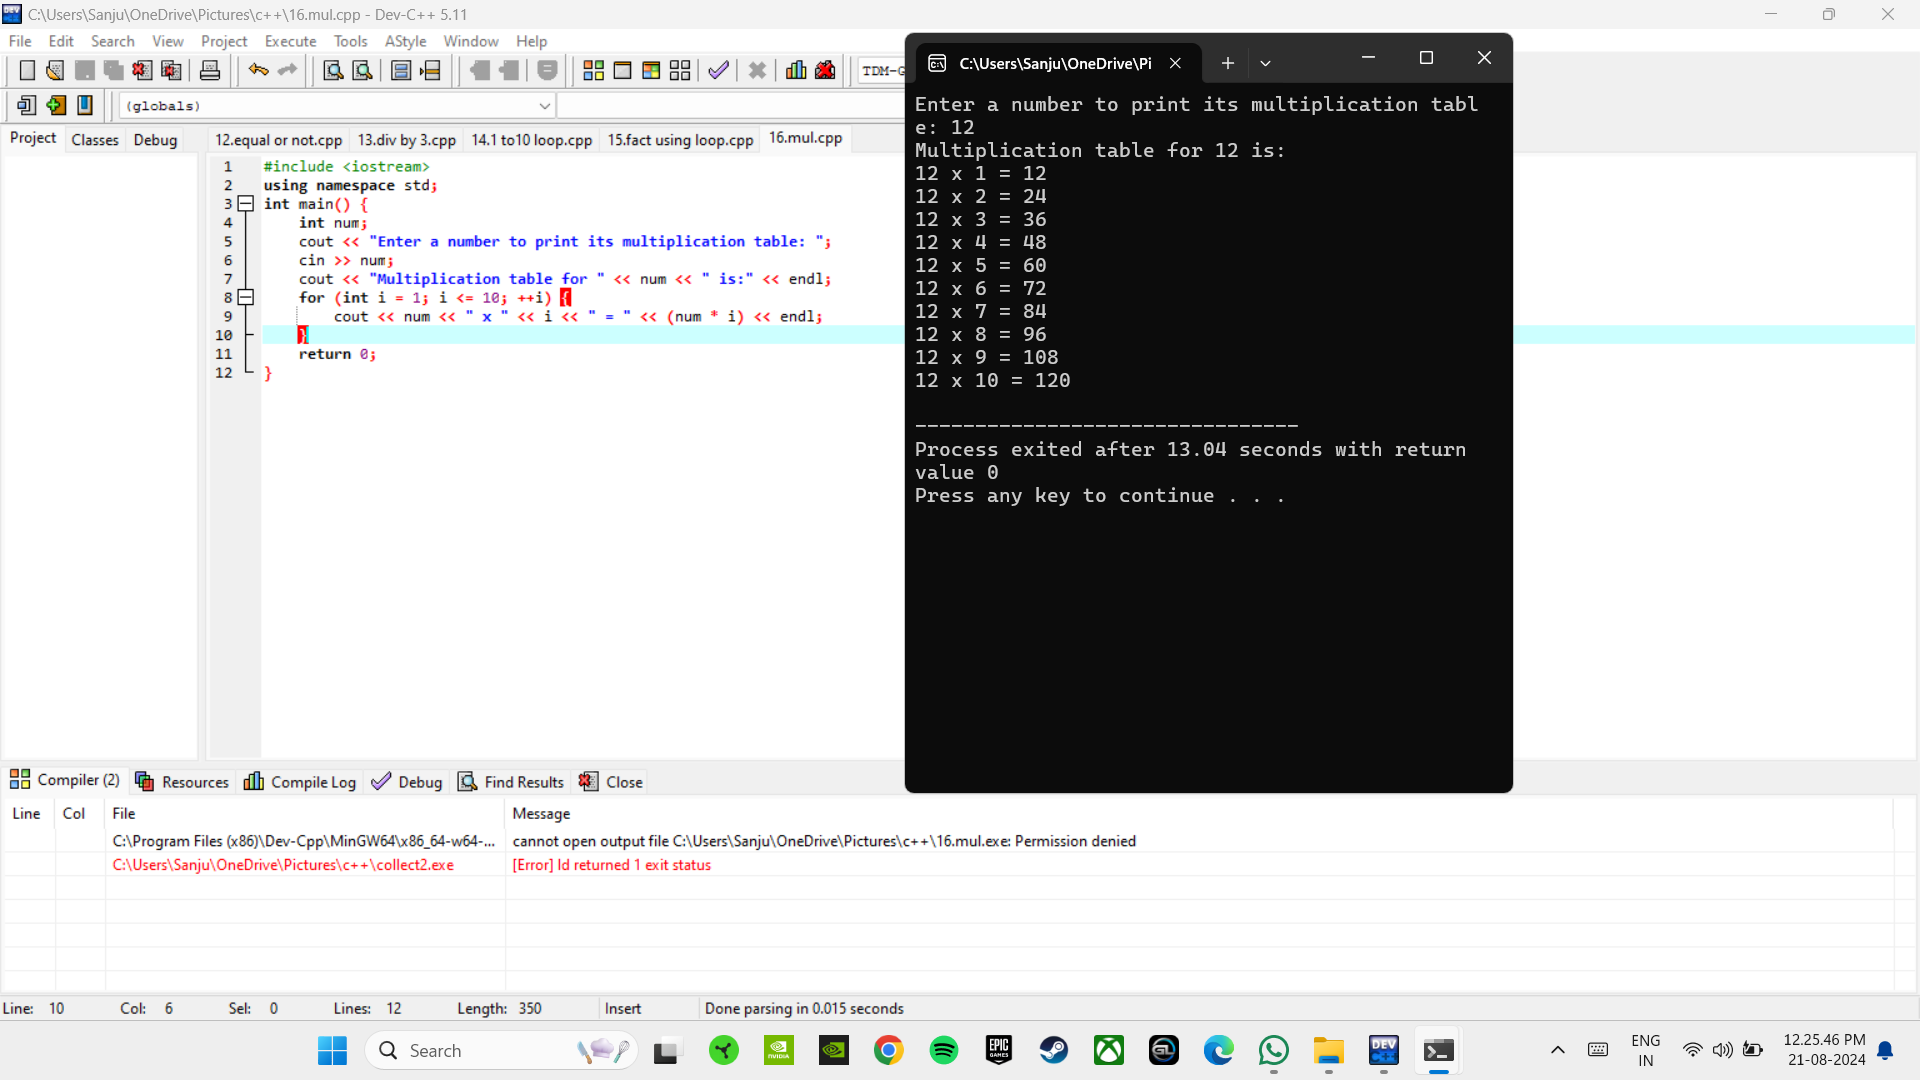 C:\Users\Sanju\OneDrive\Pictures\c++\16.mul.cpp - Dev-C++ 5.11
File Edit Search View Project Execute Tools AStyle Window Help
TDM-G
(globals)
Project Classes Debug
12.equal or not.cpp 13.div by 3.cpp 14.1 to10 loop.cpp 15.fact using loop.cpp 16.mul.cpp
1 #include <iostream>
2 using namespace std;
3 int main() {
4 int num;
5 cout << "Enter a number to print its multiplication table: ";
6 cin >> num;
7 cout << "Multiplication table for " << num << " is:" << endl;
8 for (int i = 1; i <= 10; ++i) {
9 cout << num << " x " << i << " = " << (num * i) << endl;
10 }
11 return 0;
12 }
C:\Users\Sanju\OneDrive\Pi
Enter a number to print its multiplication tabl
e: 12
Multiplication table for 12 is:
12 x 1 = 12
12 x 2 = 24
12 x 3 = 36
12 x 4 = 48
12 x 5 = 60
12 x 6 = 72
12 x 7 = 84
12 x 8 = 96
12 x 9 = 108
12 x 10 = 120
--------------------------------
Process exited after 13.04 seconds with return
value 0
Press any key to continue . . .
Compiler (2) Resources Compile Log Debug Find Results Close
Line Col File Message
C:\Program Files (x86)\Dev-Cpp\MinGW64\x86_64-w64-... cannot open output file C:\Users\Sanju\OneDrive\Pictures\c++\16.mul.exe: Permission denied
C:\Users\Sanju\OneDrive\Pictures\c++\collect2.exe [Error] ld returned 1 exit status
Line: 10 Col: 6 Sel: 0 Lines: 12 Length: 350 Insert Done parsing in 0.015 seconds
Search
NVIDIA
EPIC GAMES
GL
DEV C++
ENG
IN
12.25.46 PM
21-08-2024